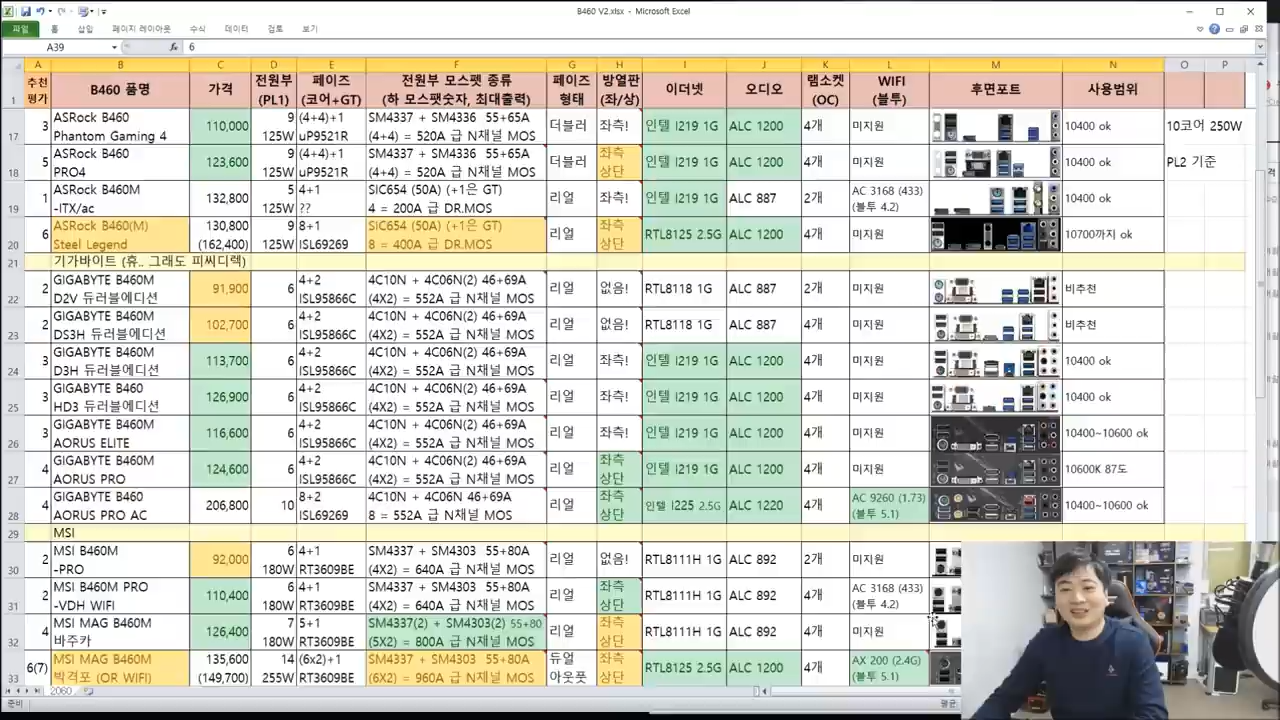 B460 V2.xlsx - Microsoft Excel
파일 홈 삽입 페이지 레이아웃 수식 데이터 검토 보기
A39 fx 6
A B C D E F G H I J K L M N O P
1 추천 평가 B460 품명 가격 전원부 (PL1) 페이즈 (코어+GT) 전원부 모스펫 종류 (하 모스펫숫자, 최대출력) 페이즈 형태 방열판 (좌/상) 이더넷 오디오 램소켓 (OC) WIFI (블투) 후면포트 사용범위
17 3 ASRock B460 Phantom Gaming 4 110,000 9 125W (4+4)+1 uP9521R SM4337 + SM4336 55+65A (4+4) = 520A 급 N채널 MOS 더블러 좌측! 인텔 I219 1G ALC 1200 4개 미지원 10400 ok 10코어 250W
18 5 ASRock B460 PRO4 123,600 9 125W (4+4)+1 uP9521R SM4337 + SM4336 55+65A (4+4) = 520A 급 N채널 MOS 더블러 좌측 상단 인텔 I219 1G ALC 1200 4개 미지원 10400 ok PL2 기준
19 1 ASRock B460M -ITX/ac 132,800 5 125W 4+1 ?? SIC654 (50A) (+1은 GT) 4 = 200A 급 DR.MOS 리얼 좌측! 인텔 I219 1G ALC 887 2개 AC 3168 (433) (블투 4.2) 10400 ok
20 6 ASRock B460(M) Steel Legend 130,800 (162,400) 9 125W 8+1 ISL69269 SIC654 (50A) (+1은 GT) 8 = 400A 급 DR.MOS 리얼 좌측 상단 RTL8125 2.5G ALC 1200 4개 미지원 10700까지 ok
21 기가바이트 (휴.. 그래도 피씨디렉)
22 2 GIGABYTE B460M D2V 듀러블에디션 91,900 6 4+2 ISL95866C 4C10N + 4C06N(2) 46+69A (4X2) = 552A 급 N채널 MOS 리얼 없음! RTL8118 1G ALC 887 2개 미지원 비추천
23 2 GIGABYTE B460M DS3H 듀러블에디션 102,700 6 4+2 ISL95866C 4C10N + 4C06N(2) 46+69A (4X2) = 552A 급 N채널 MOS 리얼 없음! RTL8118 1G ALC 887 4개 미지원 비추천
24 3 GIGABYTE B460M D3H 듀러블에디션 113,700 6 4+2 ISL95866C 4C10N + 4C06N(2) 46+69A (4X2) = 552A 급 N채널 MOS 리얼 좌측! 인텔 I219 1G ALC 1200 4개 미지원 10400 ok
25 3 GIGABYTE B460 HD3 듀러블에디션 126,900 6 4+2 ISL95866C 4C10N + 4C06N(2) 46+69A (4X2) = 552A 급 N채널 MOS 리얼 좌측! 인텔 I219 1G ALC 1200 4개 미지원 10400 ok
26 3 GIGABYTE B460M AORUS ELITE 116,600 6 4+2 ISL95866C 4C10N + 4C06N(2) 46+69A (4X2) = 552A 급 N채널 MOS 리얼 좌측! 인텔 I219 1G ALC 1200 4개 미지원 10400~10600 ok
27 4 GIGABYTE B460M AORUS PRO 124,600 6 4+2 ISL95866C 4C10N + 4C06N(2) 46+69A (4X2) = 552A 급 N채널 MOS 리얼 좌측 상단 인텔 I219 1G ALC 1220 4개 미지원 10600K 87도
28 4 GIGABYTE B460 AORUS PRO AC 206,800 10 8+2 ISL69269 4C10N + 4C06N 46+69A 8 = 552A 급 N채널 MOS 리얼 좌측 상단 인텔 I225 2.5G ALC 1220 4개 AC 9260 (1.73) (블투 5.1) 10400~10600 ok
29 MSI
30 2 MSI B460M -PRO 92,000 6 180W 4+1 RT3609BE SM4337 + SM4303 55+80A (4X2) = 640A 급 N채널 MOS 리얼 없음! RTL8111H 1G ALC 892 2개 미지원
31 2 MSI B460M PRO -VDH WIFI 110,400 6 180W 4+1 RT3609BE SM4337 + SM4303 55+80A (4X2) = 640A 급 N채널 MOS 리얼 좌측 상단 RTL8111H 1G ALC 892 4개 AC 3168 (433) (블투 4.2)
32 4 MSI MAG B460M 바주카 126,400 7 180W 5+1 RT3609BE SM4337(2) + SM4303(2) 55+80 (5X2) = 800A 급 N채널 MOS 리얼 좌측 상단 RTL8111H 1G ALC 892 4개 미지원
33 6(7) MSI MAG B460M 박격포 (OR WIFI) 135,600 (149,700) 14 255W (6x2)+1 RT3609BE SM4337 + SM4303 55+80A (6X2) = 960A 급 N채널 MOS 듀얼 아웃풋 좌측 상단 RTL8125 2.5G ALC 1200 4개 AX 200 (2.4G) (블투 5.1)
2060
준비 평균